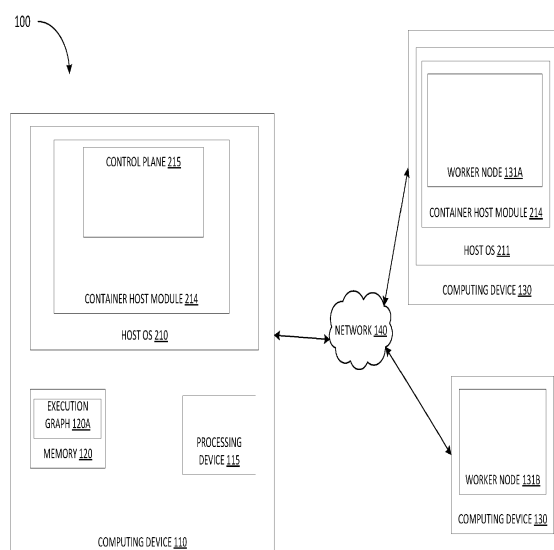 100
CONTROL PLANE 215
CONTAINER HOST MODULE 214
HOST OS 210
EXECUTION
GRAPH 120A
MEMORY 120
PROCESSING
DEVICE 115
COMPUTING DEVICE 110
NETWORK 140
WORKER NODE 131A
CONTAINER HOST MODULE 214
HOST OS 211
COMPUTING DEVICE 130
WORKER NODE 131B
COMPUTING DEVICE 130